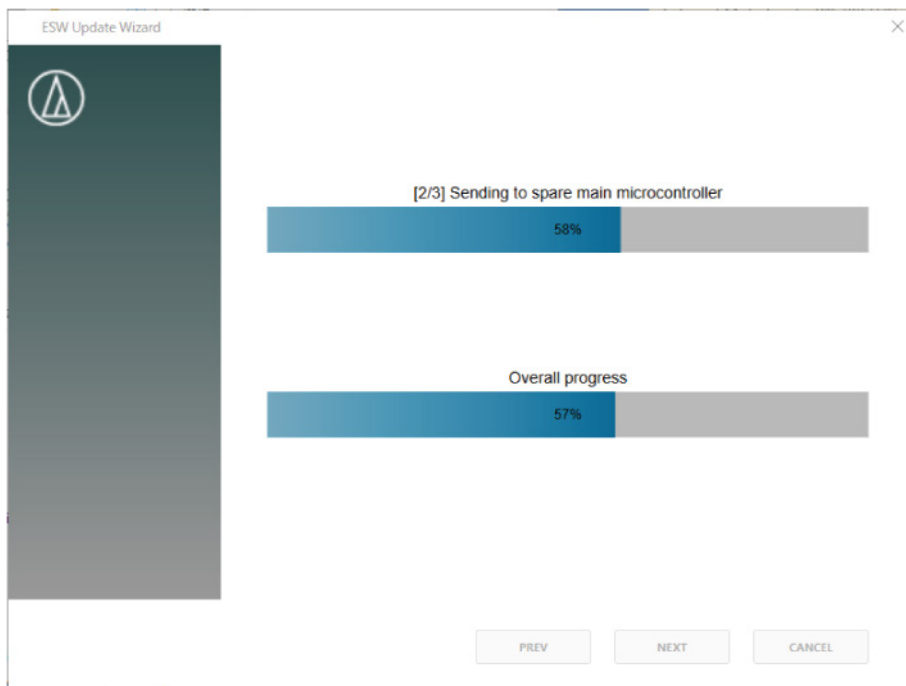 ESW Update Wizard
[2/3] Sending to spare main microcontroller
58%
Overall progress
57%
PREV NEXT CANCEL